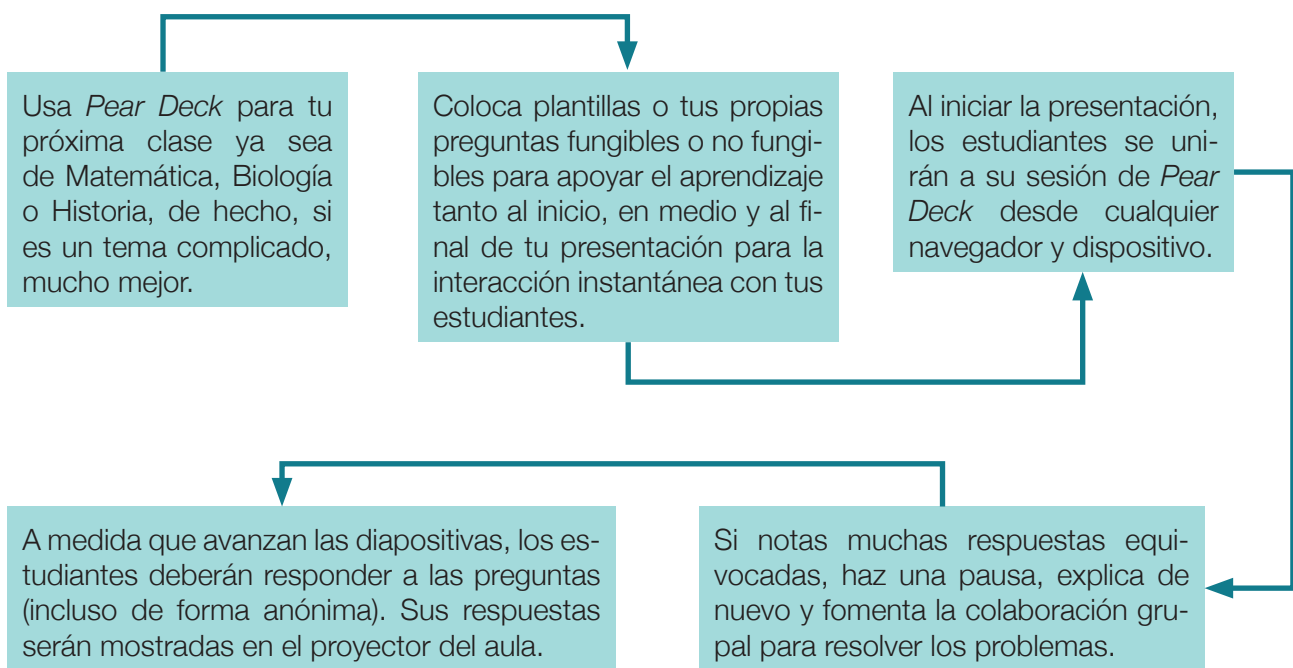 Usa Pear Deck para tu
próxima clase ya sea
de Matemática, Biología
o Historia, de hecho, si
es un tema complicado,
mucho mejor.
Coloca plantillas o tus propias
preguntas fungibles o no fungi-
bles para apoyar el aprendizaje
tanto al inicio, en medio y al fi-
nal de tu presentación para la
interacción instantánea con tus
estudiantes.
Al iniciar la presentación,
los estudiantes se uni-
rán a su sesión de Pear
Deck desde cualquier
navegador y dispositivo.
Si notas muchas respuestas equi-
vocadas, haz una pausa, explica de
nuevo y fomenta la colaboración gru-
pal para resolver los problemas.
A medida que avanzan las diapositivas, los es-
tudiantes deberán responder a las preguntas
(incluso de forma anónima). Sus respuestas
serán mostradas en el proyector del aula.